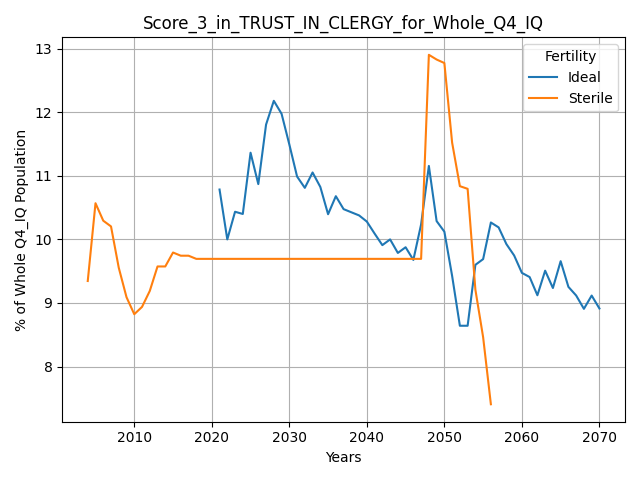 Score_3_in_TRUST_IN_CLERGY_for_Whole_Q4_IQ
Fertility
Ideal
Sterile
% of Whole Q4_IQ Population
13
12
11
10
9
8
2010 2020 2030 2040 2050 2060 2070
Years